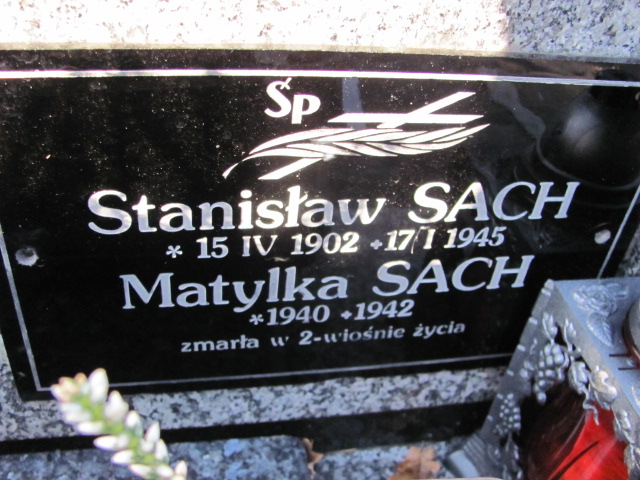 Śp
Stanisław SACH
* 15 IV 1902 +17 I 1945
Matylka SACH
*1940 +1942
zmarła w 2-wiośnie życia